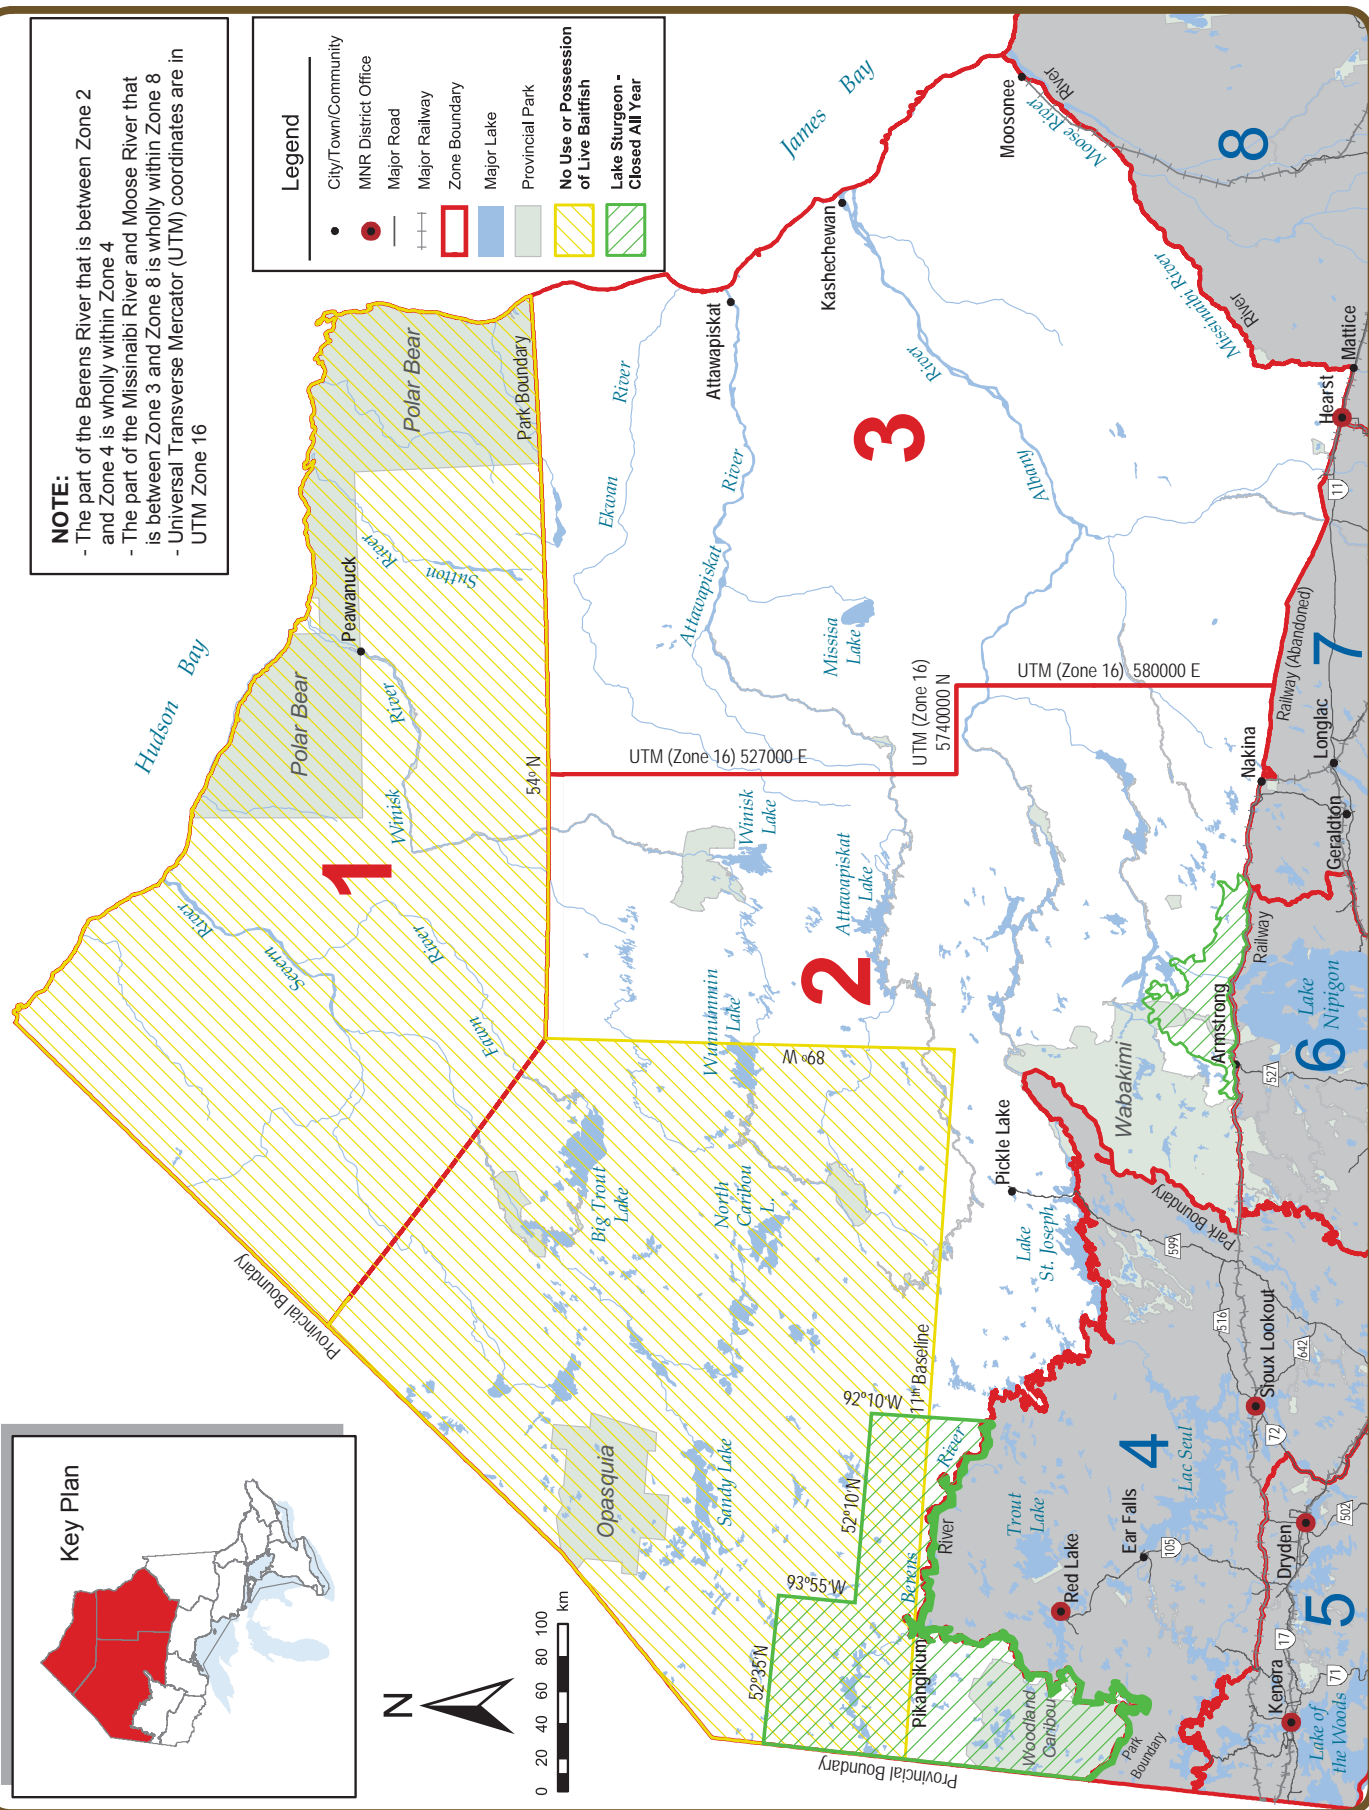 NOTE:
- The part of the Berens River that is between Zone 2
and Zone 4 is wholly within Zone 4
- The part of the Missinaibi River and Moose River that
is between Zone 3 and Zone 8 is wholly within Zone 8
- Universal Transverse Mercator (UTM) coordinates are in
UTM Zone 16
Legend
City/Town/Community
MNR District Office
Major Road
Major Railway
Zone Boundary
Major Lake
Provincial Park
No Use or Possession
of Live Baitfish
Lake Sturgeon -
Closed All Year
Key Plan
N
0 20 40 60 80 100
km
Hudson Bay
James Bay
Polar Bear
Polar Bear
Park Boundary
Peawanuck
Sutton
River
Winisk
River
Severn
River
Fawn
River
1
54º N
Provincial Boundary
Ekwan
River
Attawapiskat
Attawapiskat
River
Kashechewan
Albany
River
3
Missisa
Lake
Moosonee
Moose River
River
Missinaibi River
River
8
Mattice
Hearst
11
UTM (Zone 16) 527000 E
UTM (Zone 16)
5740000 N
UTM (Zone 16) 580000 E
Railway (Abandoned)
7
Nakina
Longlac
Geraldton
Winisk
Lake
Attawapiskat
Lake
Wunnummin
Lake
2
89º W
Big Trout
Lake
North
Caribou
L.
Pickle Lake
Lake
St. Joseph
Wabakimi
Armstrong
Railway
Lake
Nipigon
6
527
Park Boundary
599
516
642
Sioux Lookout
72
Opasquia
Sandy Lake
11th Baseline
92º10'W
52º10'N
93º55'W
52º35'N
Berens
River
River
Pikangikum
Trout
Lake
Red Lake
Ear Falls
105
4
Lac Seul
Woodland
Caribou
Park
Boundary
Provincial Boundary
Dryden
502
5
17
Kenora
71
Lake of
the Woods